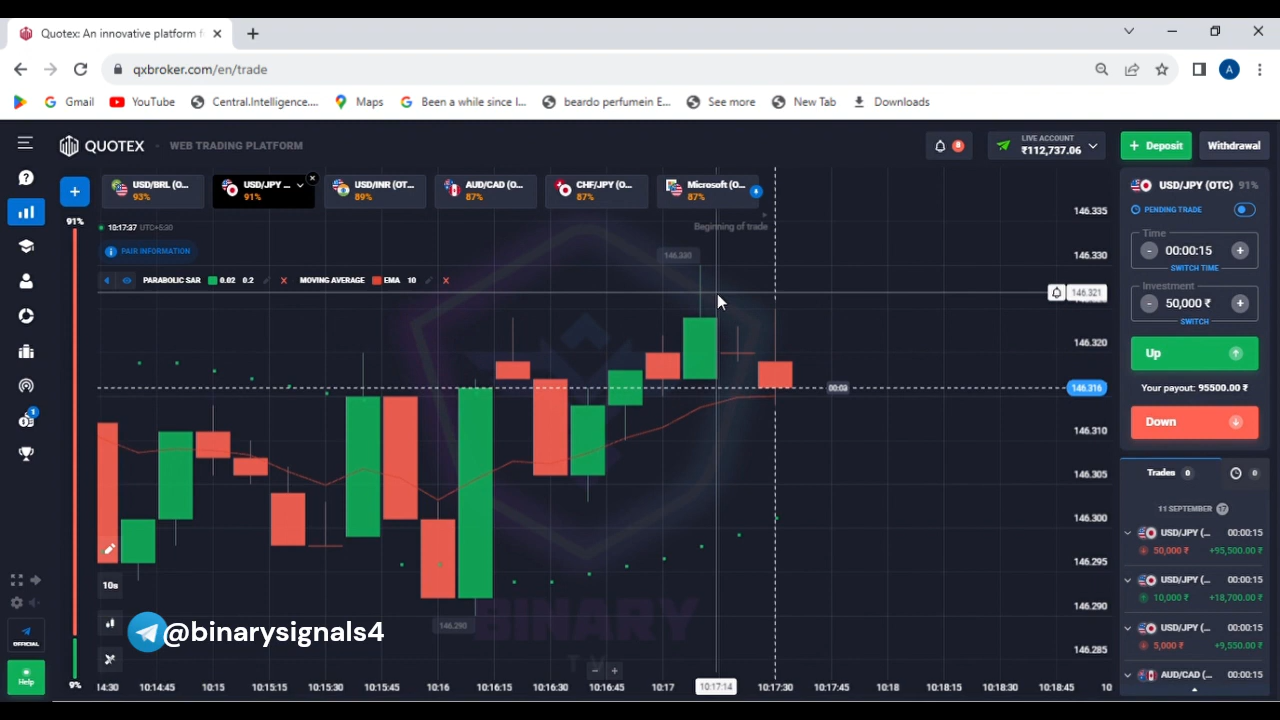 Quotex: An innovative platform f
qxbroker.com/en/trade
A
Gmail
YouTube
Central.Intelligence....
Maps
Been a while since I...
beardo perfumein E...
See more
New Tab
Downloads
QUOTEX - WEB TRADING PLATFORM
LIVE ACCOUNT
₹112,737.06
+ Deposit
Withdrawal
USD/BRL (O...
93%
USD/JPY ...
91%
USD/INR (OT...
89%
AUD/CAD (O...
87%
CHF/JPY (O...
87%
Microsoft (O...
87%
91%
10:17:37 UTC+5:30
PAIR INFORMATION
Beginning of trade
PARABOLIC SAR 0.02 0.2
MOVING AVERAGE EMA 10
146.330
146.335
146.330
146.321
146.320
146.316
146.310
146.305
146.300
146.295
146.290
146.285
00:03
146.290
10s
BINARY
T V
@binarysignals4
OFFICIAL
Help
9%
1
14:30
10:14:45
10:15
10:15:15
10:15:30
10:15:45
10:16
10:16:15
10:16:30
10:16:45
10:17
10:17:14
10:17:30
10:17:45
10:18
10:18:15
10:18:30
10:18:45
10
USD/JPY (OTC) 91%
PENDING TRADE
Time
- 00:00:15 +
SWITCH TIME
Investment
- 50,000 ₹ +
SWITCH
Up
Your payout: 95500.00 ₹
Down
Trades 0
0
11 SEPTEMBER 17
USD/JPY (... 00:00:15
50,000 ₹ +95,500.00 ₹
USD/JPY (... 00:00:15
10,000 ₹ +18,700.00 ₹
USD/JPY (... 00:00:15
5,000 ₹ +9,550.00 ₹
AUD/CAD (... 00:00:15